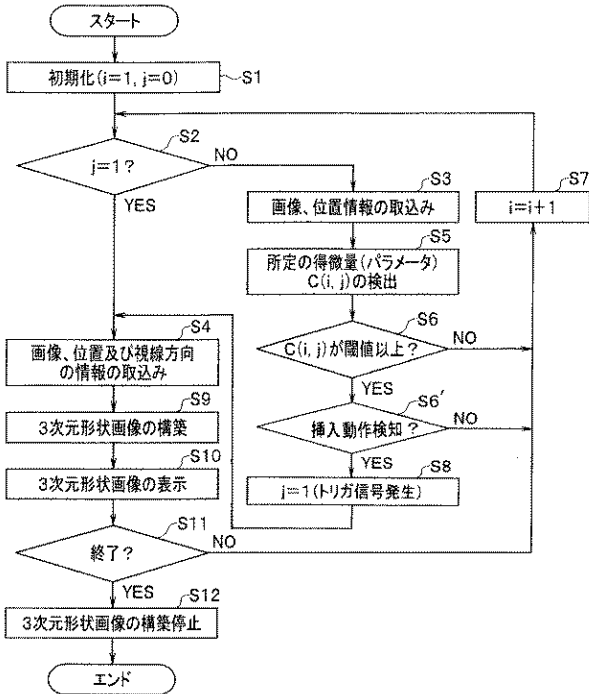 スタート
初期化(i=1, j=0)
S1
S2
j=1?
NO
YES
S3
画像、位置情報の取込み
S7
i=i+1
S5
所定の得微量(パラメータ)
C(i, j)の検出
S6
C(i, j)が閾値以上?
NO
YES
S6′
挿入動作検知?
NO
YES
S8
j=1(トリガ信号発生)
S4
画像、位置及び視線方向
の情報の取込み
S9
3次元形状画像の構築
S10
3次元形状画像の表示
S11
終了?
NO
YES
S12
3次元形状画像の構築停止
エンド